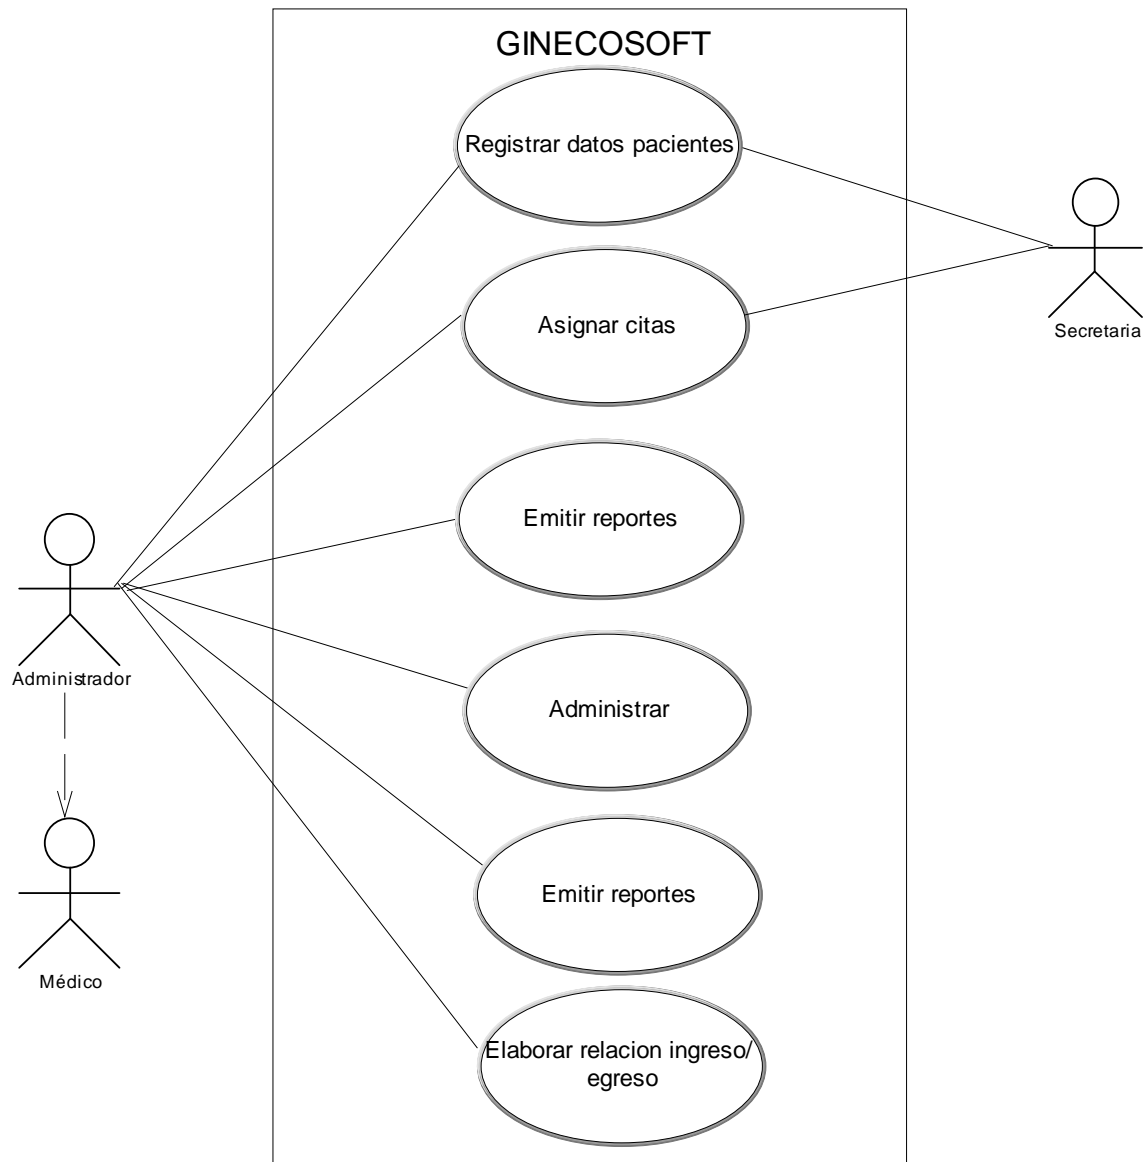 GINECOSOFT
Registrar datos pacientes
Asignar citas
Secretaria
Emitir reportes
Administrador
Administrar
Emitir reportes
Médico
Elaborar relacion ingreso/
egreso